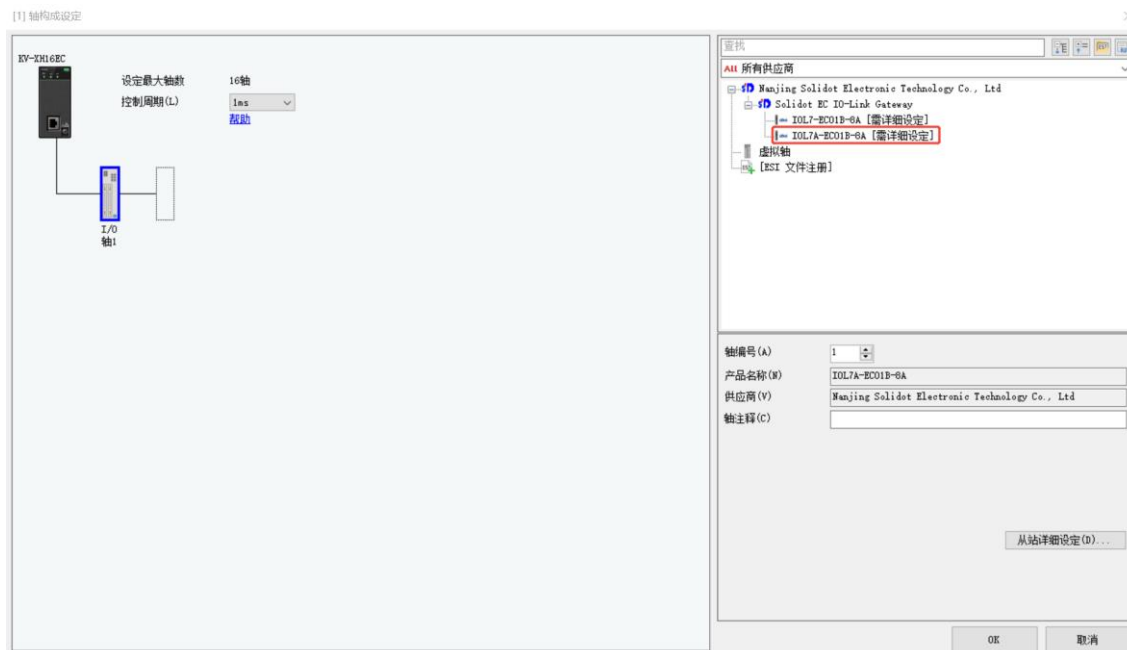 [1] 轴构成设定
KV-XH16EC
设定最大轴数 16轴
控制周期(L) 1ms
帮助
I/O
轴1
查找
All 所有供应商
Nanjing Solidot Electronic Technology Co., Ltd
Solidot EC IO-Link Gateway
IOL7-EC01B-8A [需详细设定]
IOL7A-EC01B-8A [需详细设定]
虚拟轴
[ESI 文件注册]
轴编号(A) 1
产品名称(N) IOL7A-EC01B-8A
供应商(V) Nanjing Solidot Electronic Technology Co., Ltd
轴注释(C)
从站详细设定(D)...
OK 取消